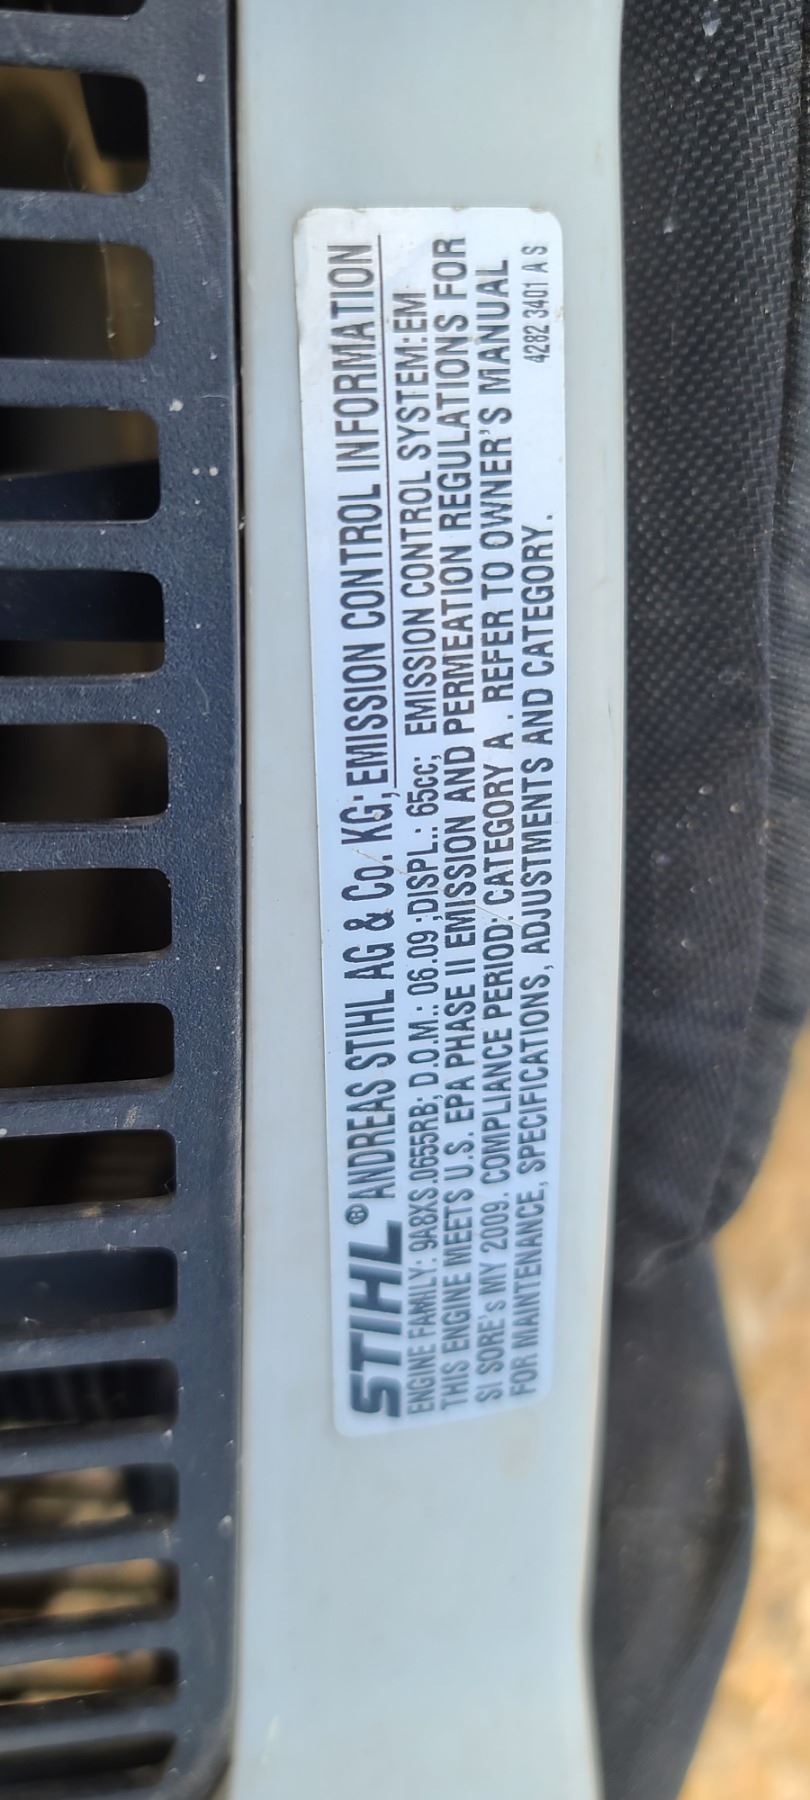 STIHL® ANDREAS STIHL AG & Co. KG; EMISSION CONTROL INFORMATION
ENGINE FAMILY: 9A8XS.0655RB; D.O.M.: 06.09 ;DISPL.: 65cc; EMISSION CONTROL SYSTEM:EM
THIS ENGINE MEETS U.S. EPA PHASE II EMISSION AND PERMEATION REGULATIONS FOR
SI SORE's MY 2009. COMPLIANCE PERIOD: CATEGORY A . REFER TO OWNER'S MANUAL
FOR MAINTENANCE, SPECIFICATIONS, ADJUSTMENTS AND CATEGORY.
4282 3401 A S